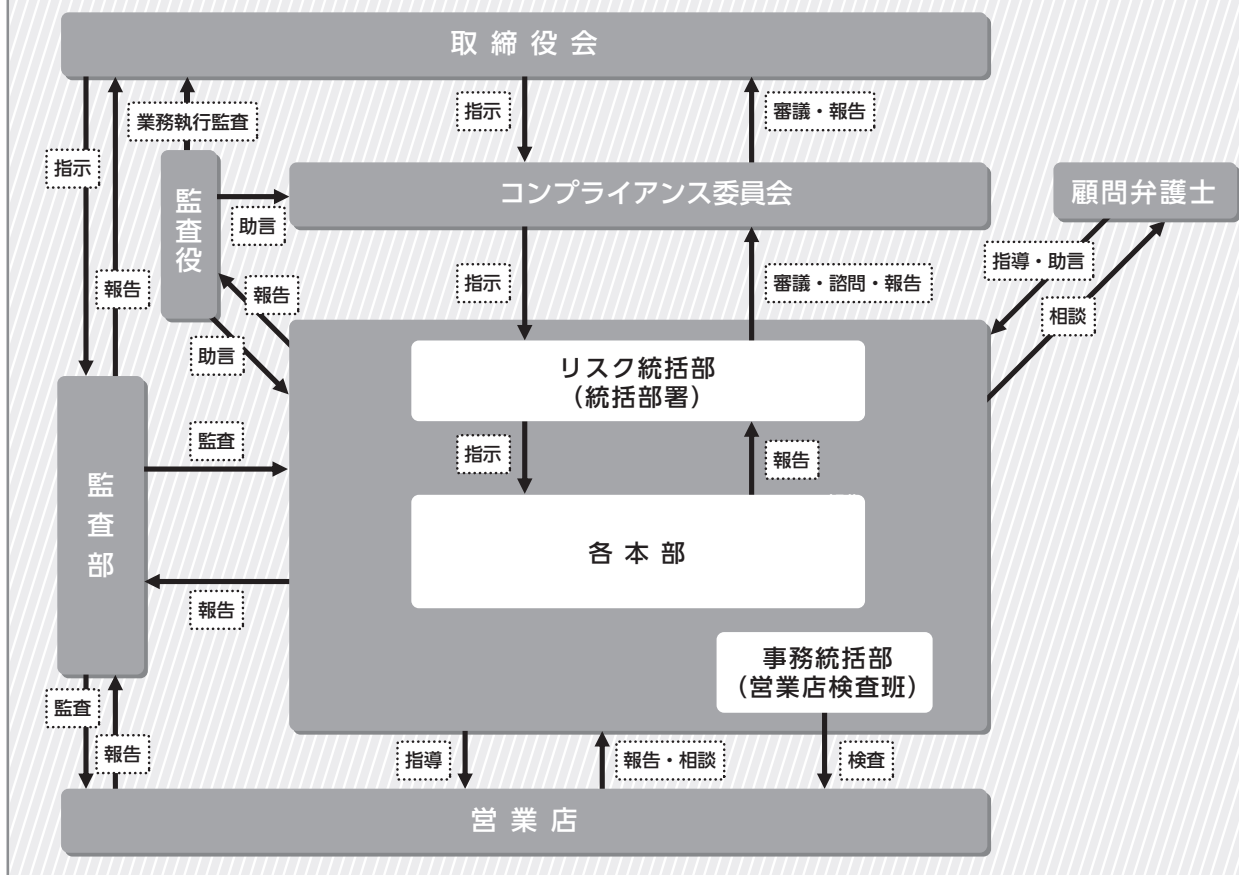 取締役会
業務執行監査
指示
審議・報告
指示
監査役
コンプライアンス委員会
顧問弁護士
助言
報告
報告
指示
審議・諮問・報告
指導・助言
相談
助言
リスク統括部
（統括部署）
監査
指示
報告
監査部
各本部
報告
事務統括部
（営業店検査班）
監査
報告
指導
報告・相談
検査
営業店